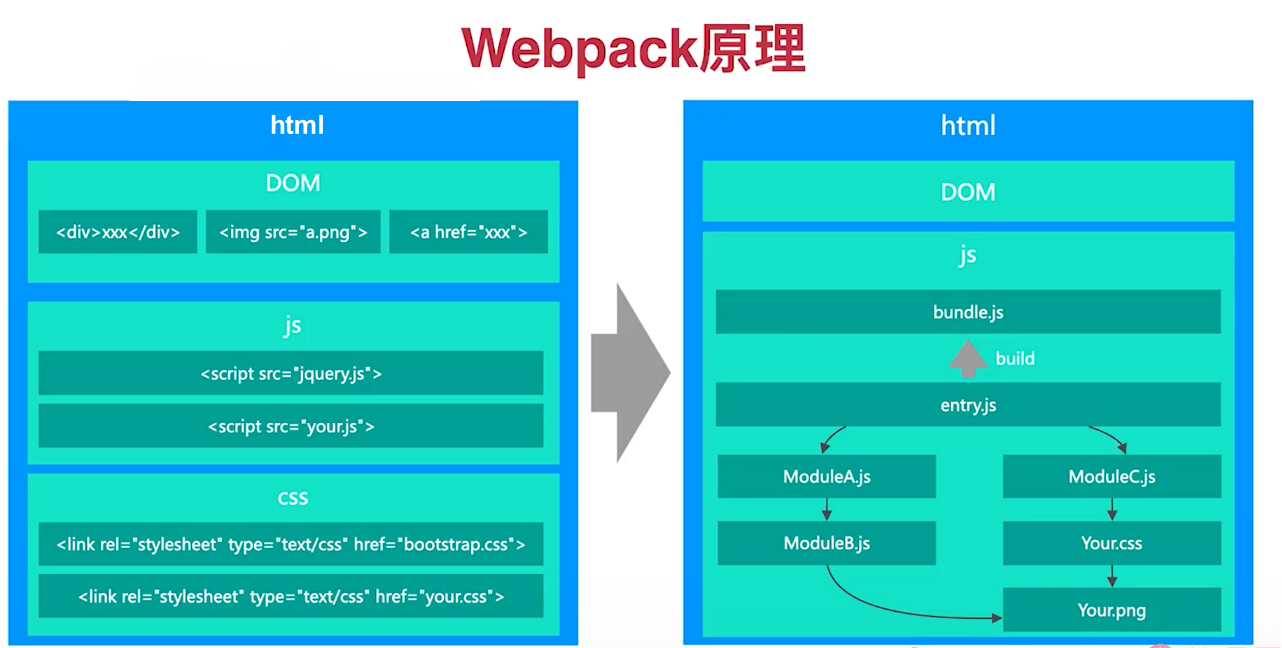 Webpack原理
html
DOM
<div>xxx</div>
<img src="a.png">
<a href="xxx">
js
<script src="jquery.js">
<script src="your.js">
css
<link rel="stylesheet" type="text/css" href="bootstrap.css">
<link rel="stylesheet" type="text/css" href="your.css">
html
DOM
js
bundle.js
build
entry.js
ModuleA.js
ModuleC.js
ModuleB.js
Your.css
Your.png